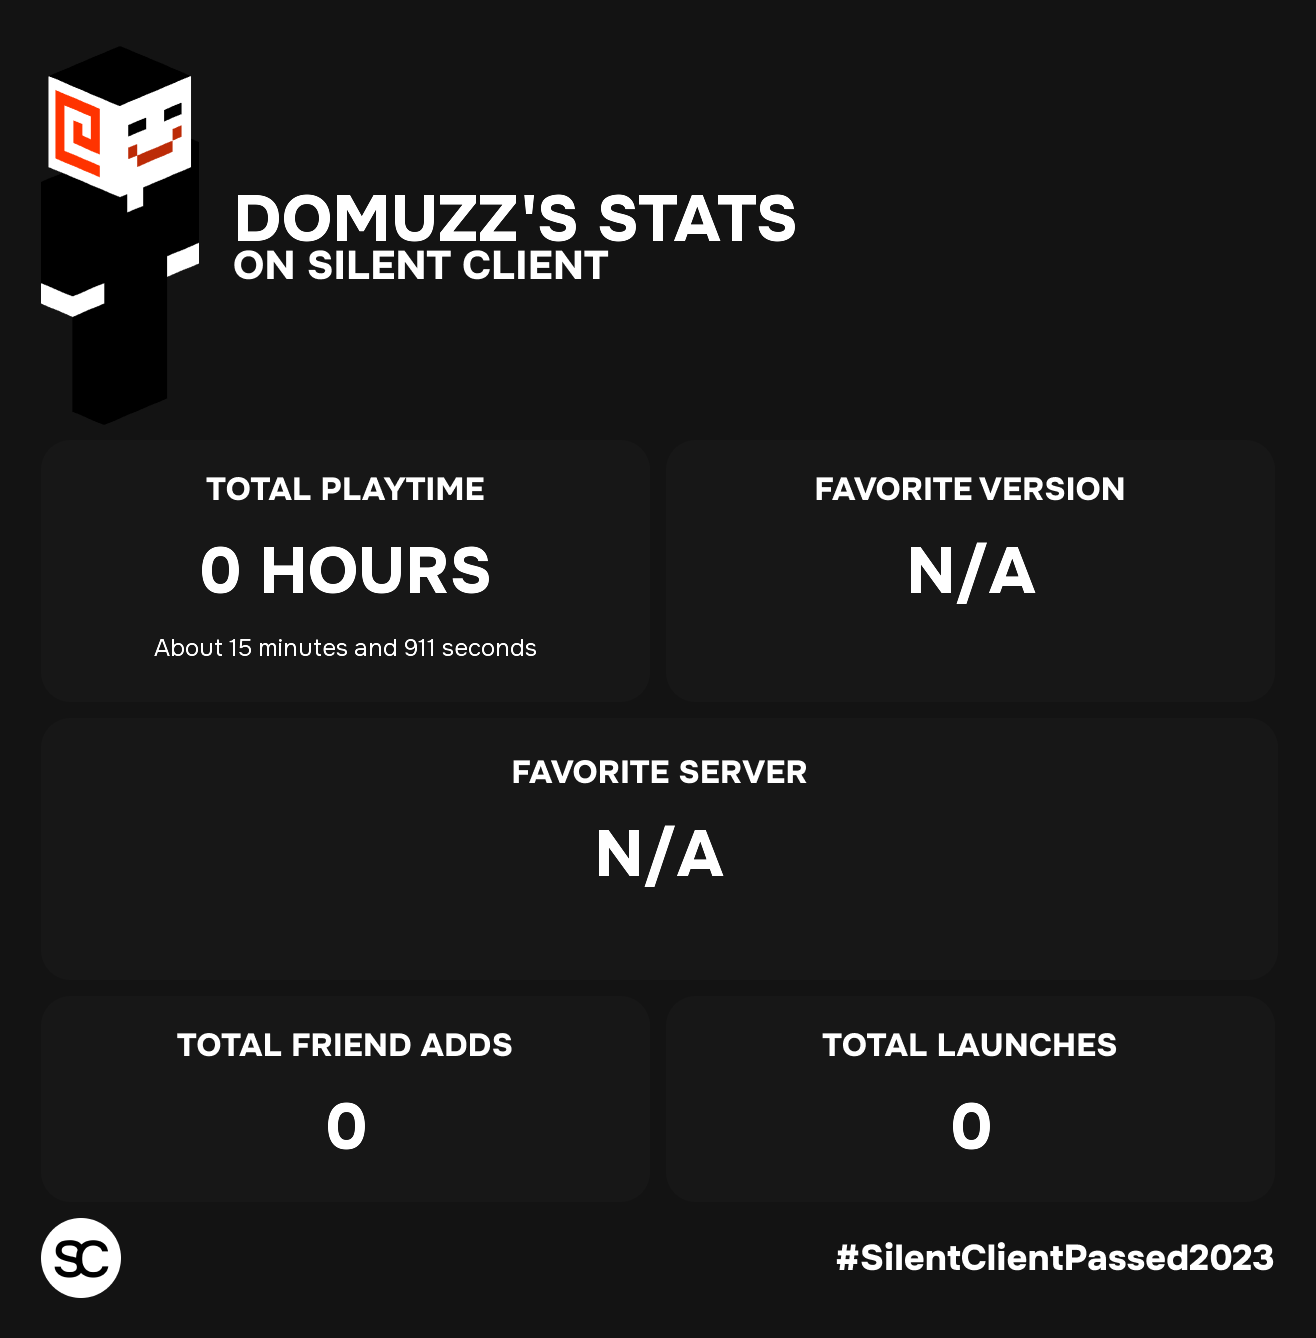 DOMUZZ'S STATS
ON SILENT CLIENT
TOTAL PLAYTIME
0 HOURS
About 15 minutes and 911 seconds
FAVORITE VERSION
N/A
FAVORITE SERVER
N/A
TOTAL FRIEND ADDS
0
TOTAL LAUNCHES
0
SC
#SilentClientPassed2023